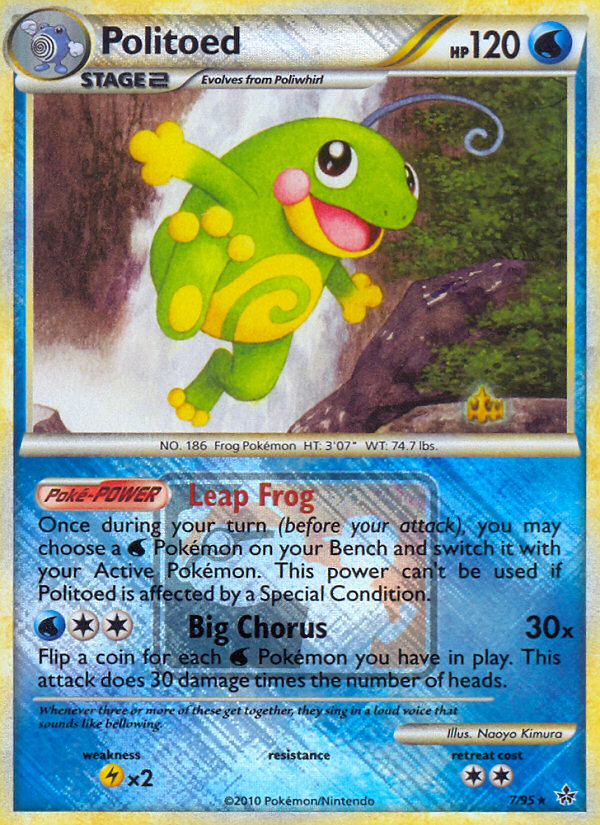 Politoed
HP 120
STAGE 2
Evolves from Poliwhirl
NO. 186 Frog Pokémon HT: 3'07" WT: 74.7 lbs.
Poké-POWER Leap Frog
Once during your turn (before your attack), you may
choose a Pokémon on your Bench and switch it with
your Active Pokémon. This power can't be used if
Politoed is affected by a Special Condition.
Big Chorus 30x
Flip a coin for each Pokémon you have in play. This
attack does 30 damage times the number of heads.
Whenever three or more of these get together, they sing in a loud voice that
sounds like bellowing.
Illus. Naoyo Kimura
weakness resistance retreat cost
x2
©2010 Pokémon/Nintendo 7/95 ★